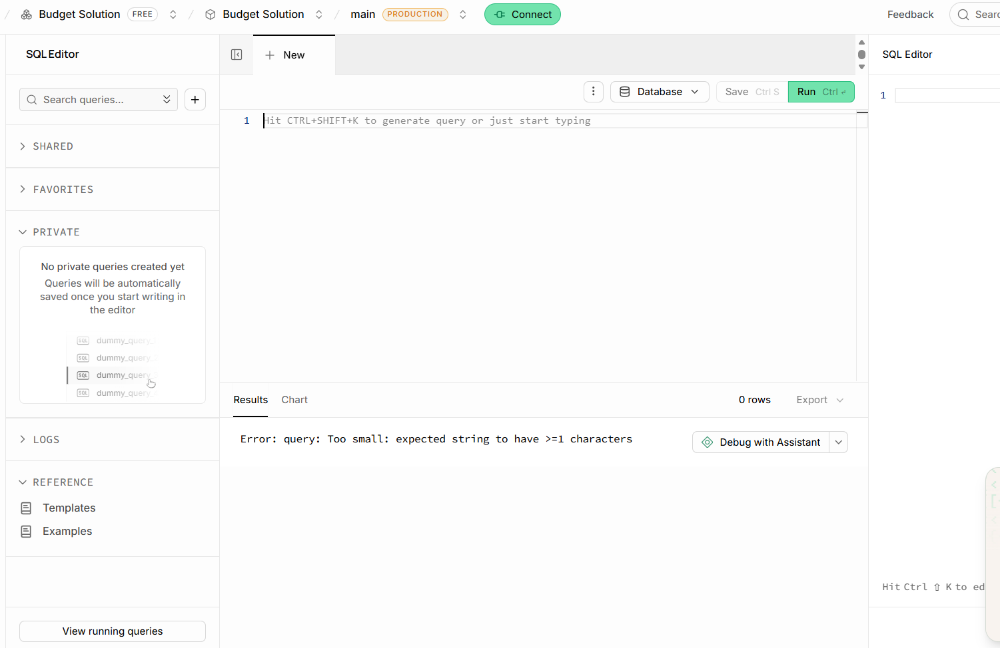 Budget Solution FREE Budget Solution main PRODUCTION Connect Feedback
SQL Editor
New
SQL Editor
Search queries...
Database
Save Ctrl S
Run Ctrl ↵
1
1 Hit CTRL+SHIFT+K to generate query or just start typing
SHARED
FAVORITES
PRIVATE
No private queries created yet
Queries will be automatically
saved once you start writing in
the editor
SQL dummy_query_
SQL dummy_query_
SQL dummy_query_
SQL dummy_query_
Results Chart 0 rows Export
Error: query: Too small: expected string to have >=1 characters
Debug with Assistant
LOGS
REFERENCE
Templates
Examples
Hit Ctrl ⇧ K to ed
View running queries